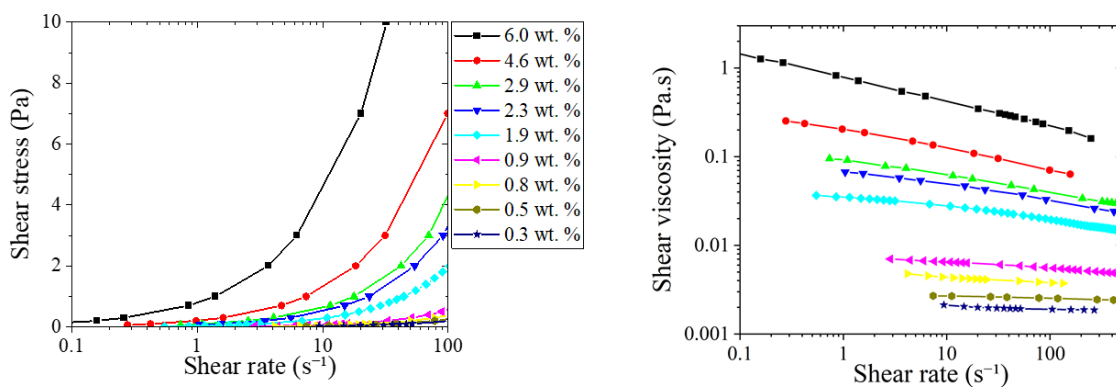 Shear stress (Pa)
10
8
6
4
2
0
0.1 1 10 100
Shear rate (s⁻¹)
6.0 wt. %
4.6 wt. %
2.9 wt. %
2.3 wt. %
1.9 wt. %
0.9 wt. %
0.8 wt. %
0.5 wt. %
0.3 wt. %
Shear viscosity (Pa.s)
1
0.1
0.01
0.001
0.1 1 10 100
Shear rate (s⁻¹)